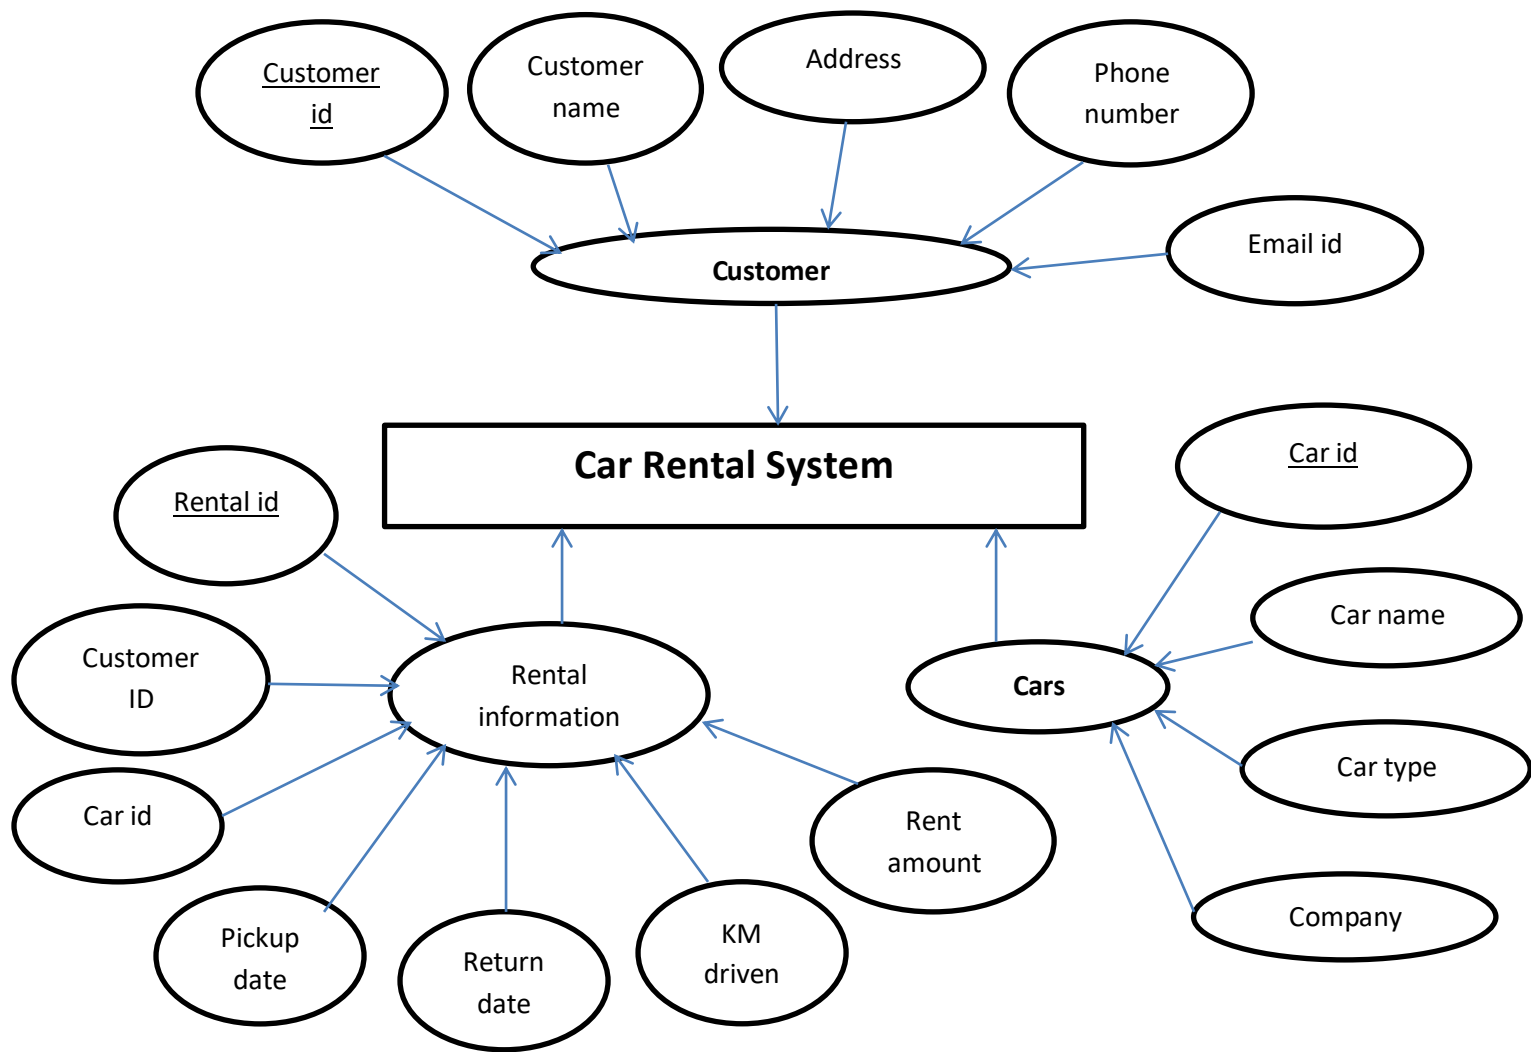 Customer
id
Customer
name
Address
Phone
number
Email id
Customer
Car Rental System
Rental id
Customer
ID
Car id
Pickup
date
Return
date
KM
driven
Rent
amount
Rental
information
Cars
Car id
Car name
Car type
Company